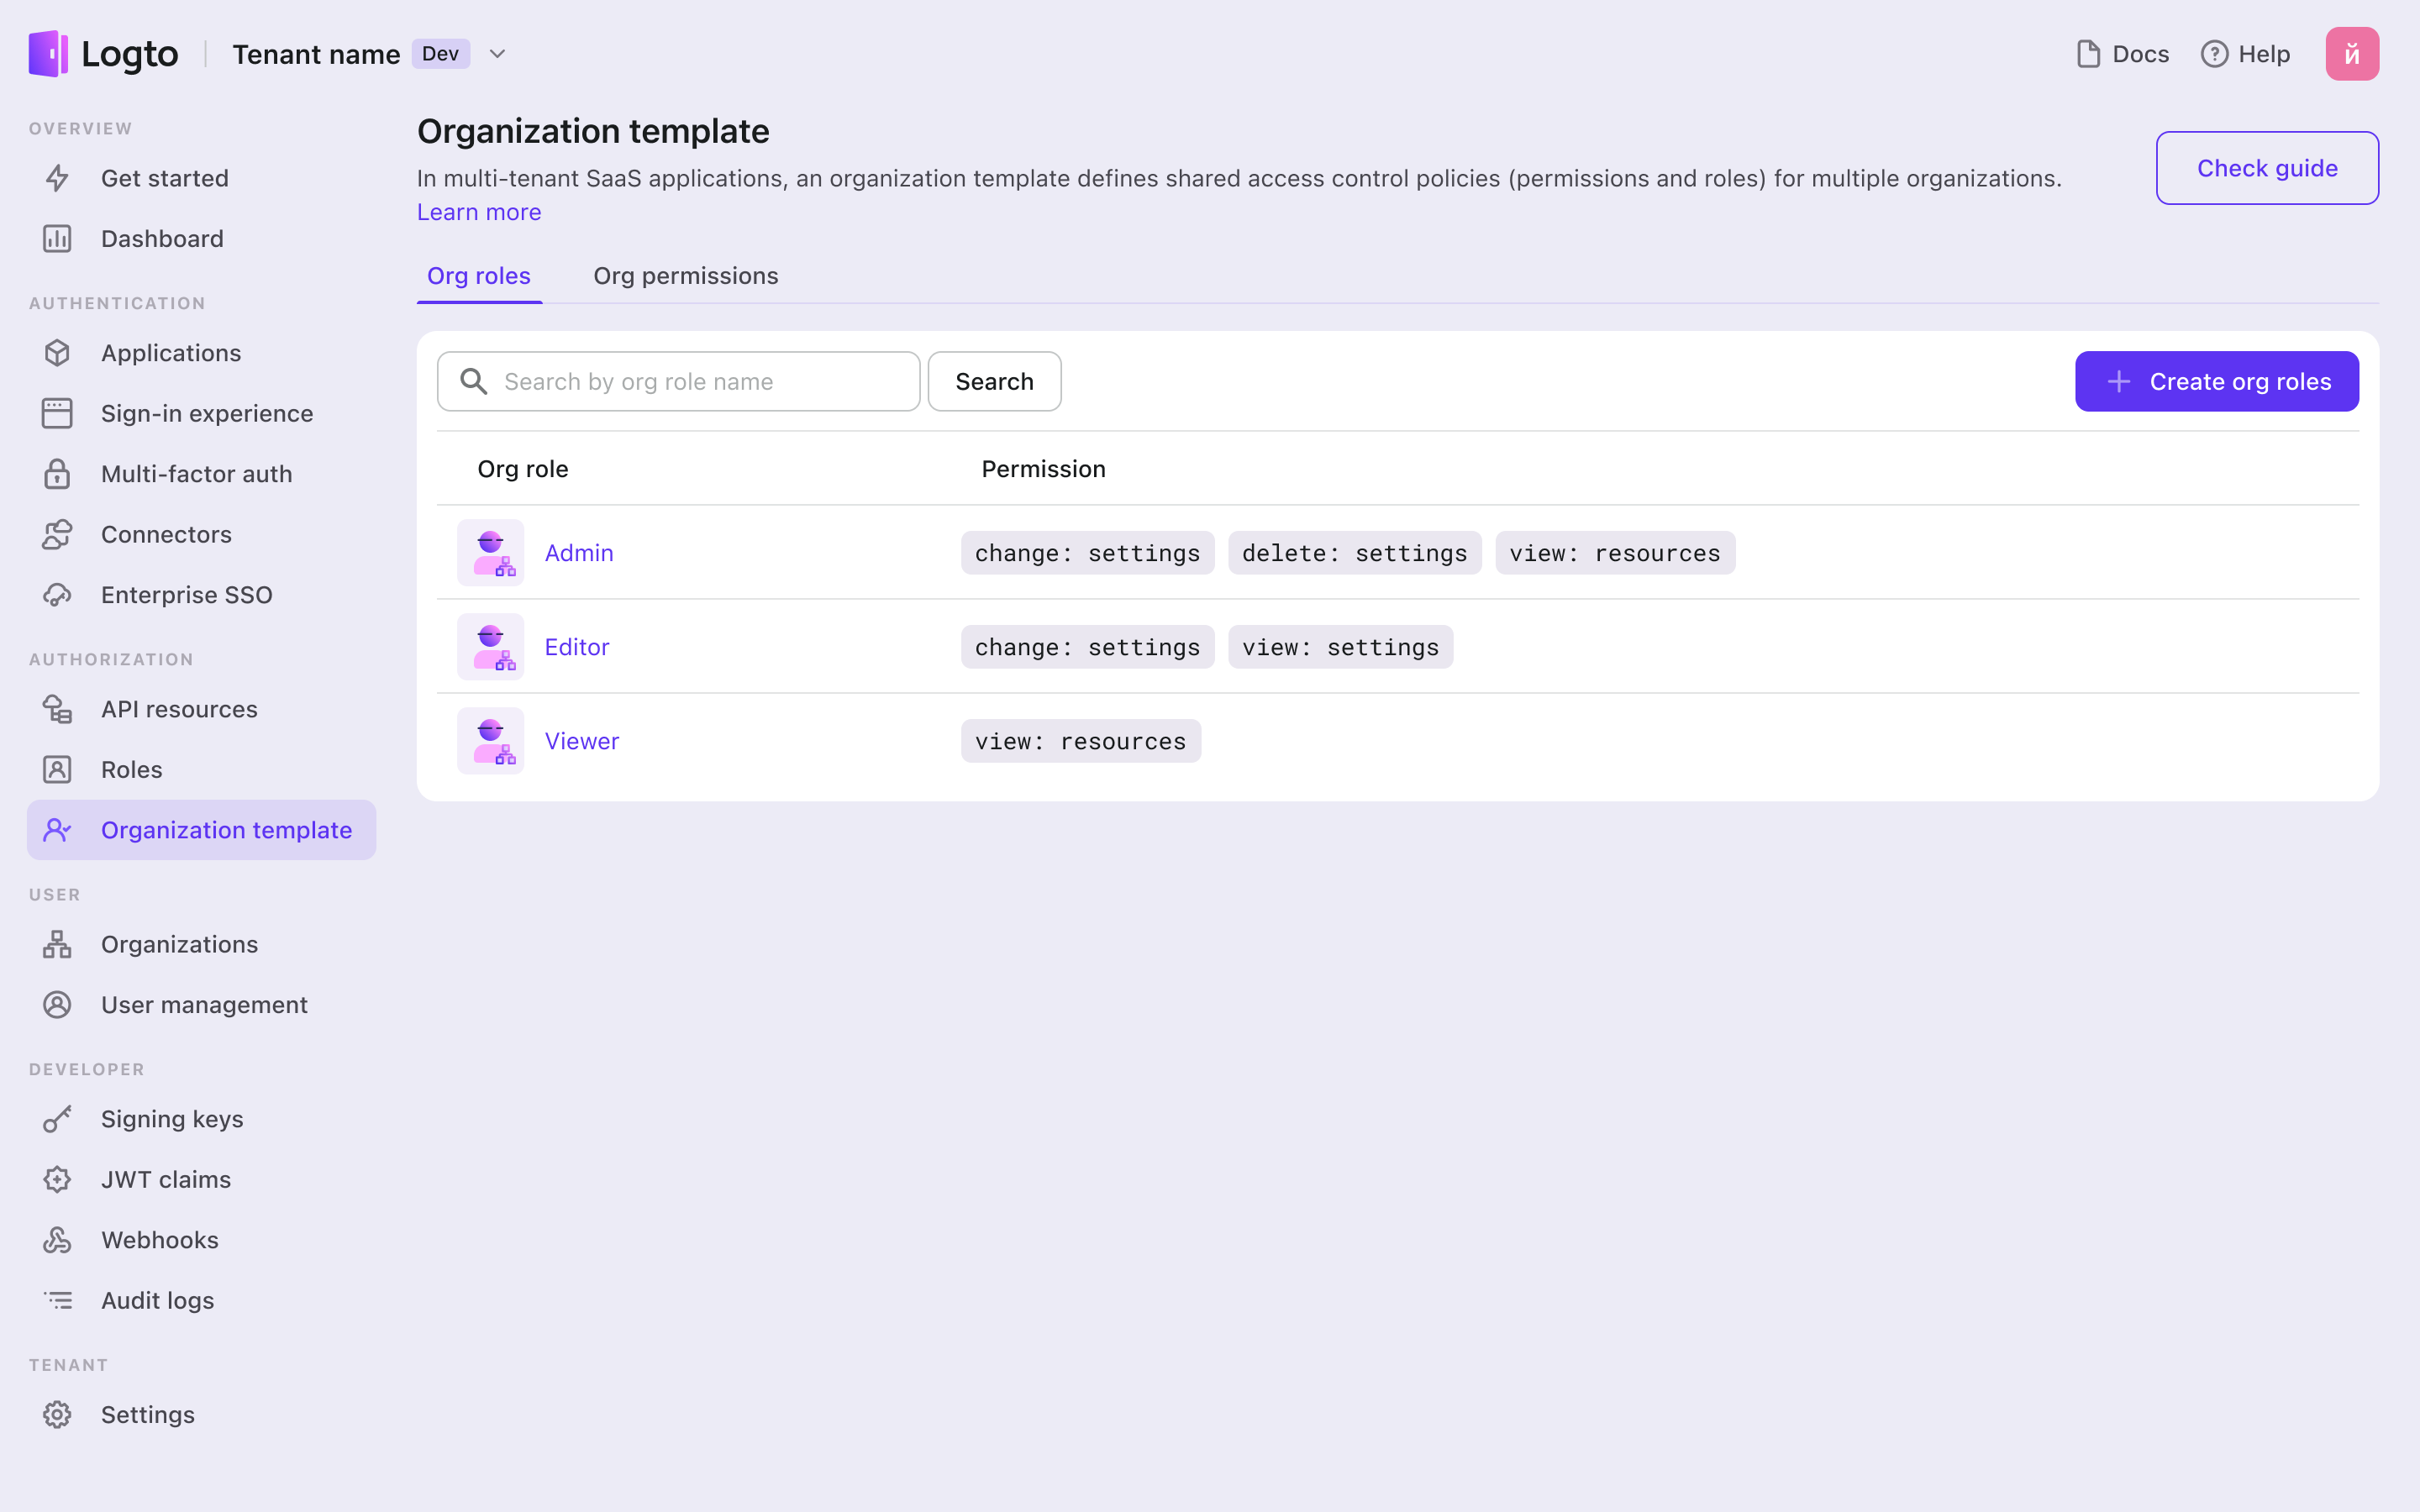 Logto
Tenant name Dev
Docs
Help
й
OVERVIEW
Get started
Dashboard
AUTHENTICATION
Applications
Sign-in experience
Multi-factor auth
Connectors
Enterprise SSO
AUTHORIZATION
API resources
Roles
Organization template
USER
Organizations
User management
DEVELOPER
Signing keys
JWT claims
Webhooks
Audit logs
TENANT
Settings
Organization template
In multi-tenant SaaS applications, an organization template defines shared access control policies (permissions and roles) for multiple organizations.
Learn more
Check guide
Org roles Org permissions
Search by org role name Search Create org roles
Org role Permission
Admin change: settings delete: settings view: resources
Editor change: settings view: settings
Viewer view: resources